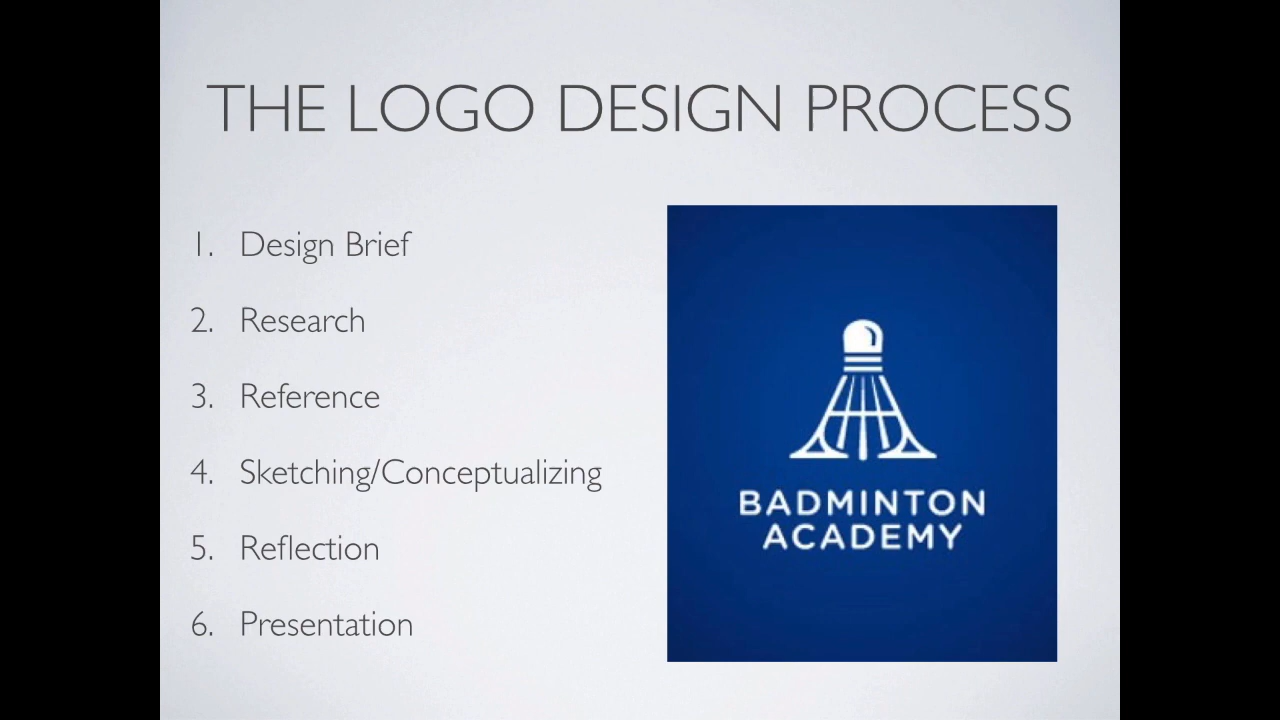 THE LOGO DESIGN PROCESS
1. Design Brief
2. Research
3. Reference
4. Sketching/Conceptualizing
5. Reflection
6. Presentation
BADMINTON
ACADEMY